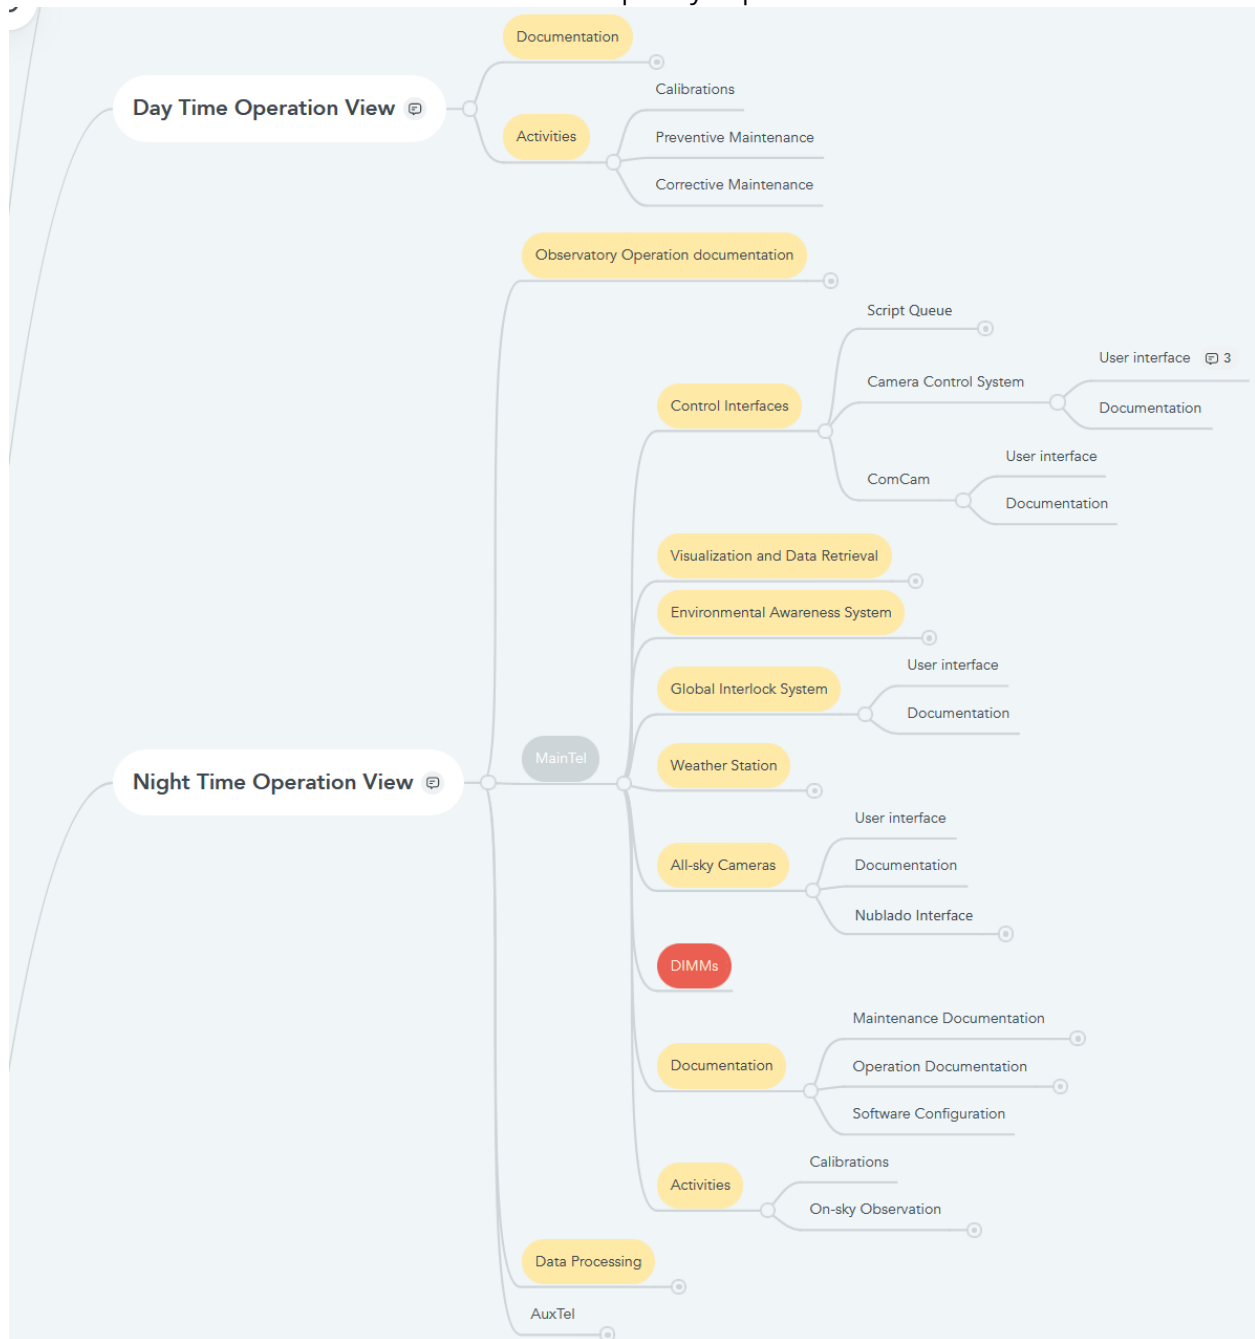 Documentation
Day Time Operation View
Calibrations
Activities
Preventive Maintenance
Corrective Maintenance
Observatory Operation documentation
Script Queue
User interface 3
Camera Control System
Control Interfaces
Documentation
User interface
ComCam
Documentation
Visualization and Data Retrieval
Environmental Awareness System
User interface
Global Interlock System
Documentation
MainTel
Weather Station
Night Time Operation View
User interface
All-sky Cameras
Documentation
Nublado Interface
DIMMs
Maintenance Documentation
Documentation
Operation Documentation
Software Configuration
Calibrations
Activities
On-sky Observation
Data Processing
AuxTel